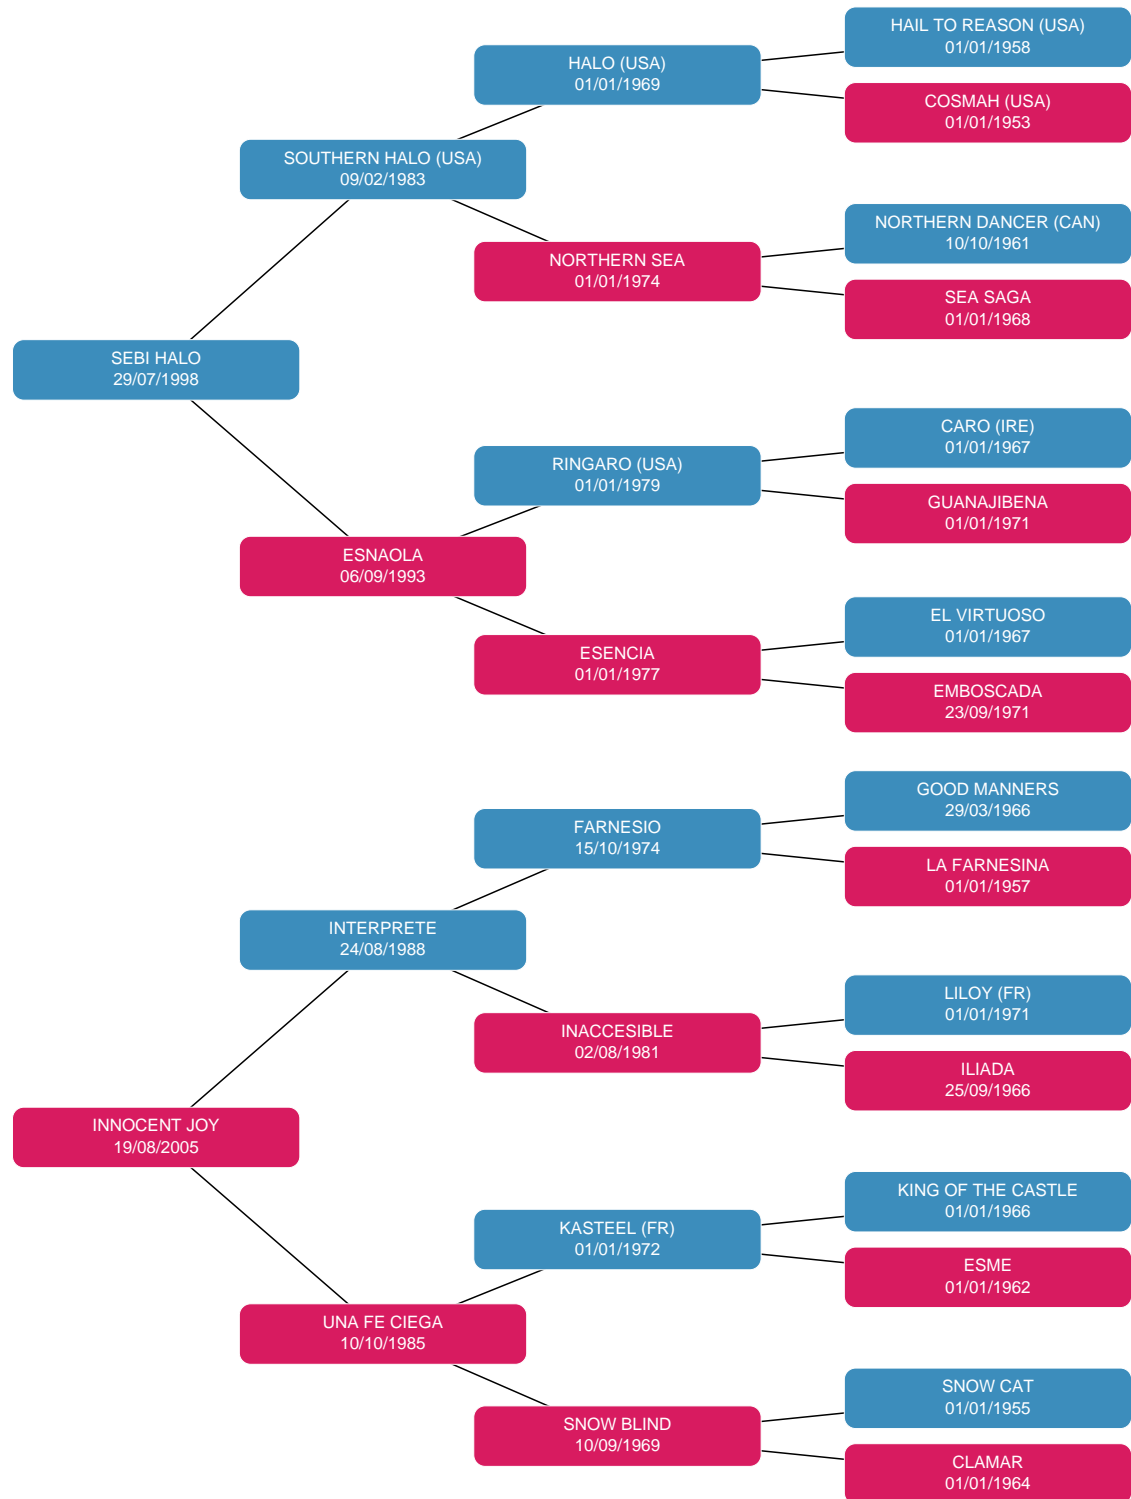 HAIL TO REASON (USA)
01/01/1958
HALO (USA)
01/01/1969
COSMAH (USA)
01/01/1953
SOUTHERN HALO (USA)
09/02/1983
NORTHERN DANCER (CAN)
10/10/1961
NORTHERN SEA
01/01/1974
SEA SAGA
01/01/1968
SEBI HALO
29/07/1998
CARO (IRE)
01/01/1967
RINGARO (USA)
01/01/1979
GUANAJIBENA
01/01/1971
ESNAOLA
06/09/1993
EL VIRTUOSO
01/01/1967
ESENCIA
01/01/1977
EMBOSCADA
23/09/1971
GOOD MANNERS
29/03/1966
FARNESIO
15/10/1974
LA FARNESINA
01/01/1957
INTERPRETE
24/08/1988
LILOY (FR)
01/01/1971
INACCESIBLE
02/08/1981
ILIADA
25/09/1966
INNOCENT JOY
19/08/2005
KING OF THE CASTLE
01/01/1966
KASTEEL (FR)
01/01/1972
ESME
01/01/1962
UNA FE CIEGA
10/10/1985
SNOW CAT
01/01/1955
SNOW BLIND
10/09/1969
CLAMAR
01/01/1964